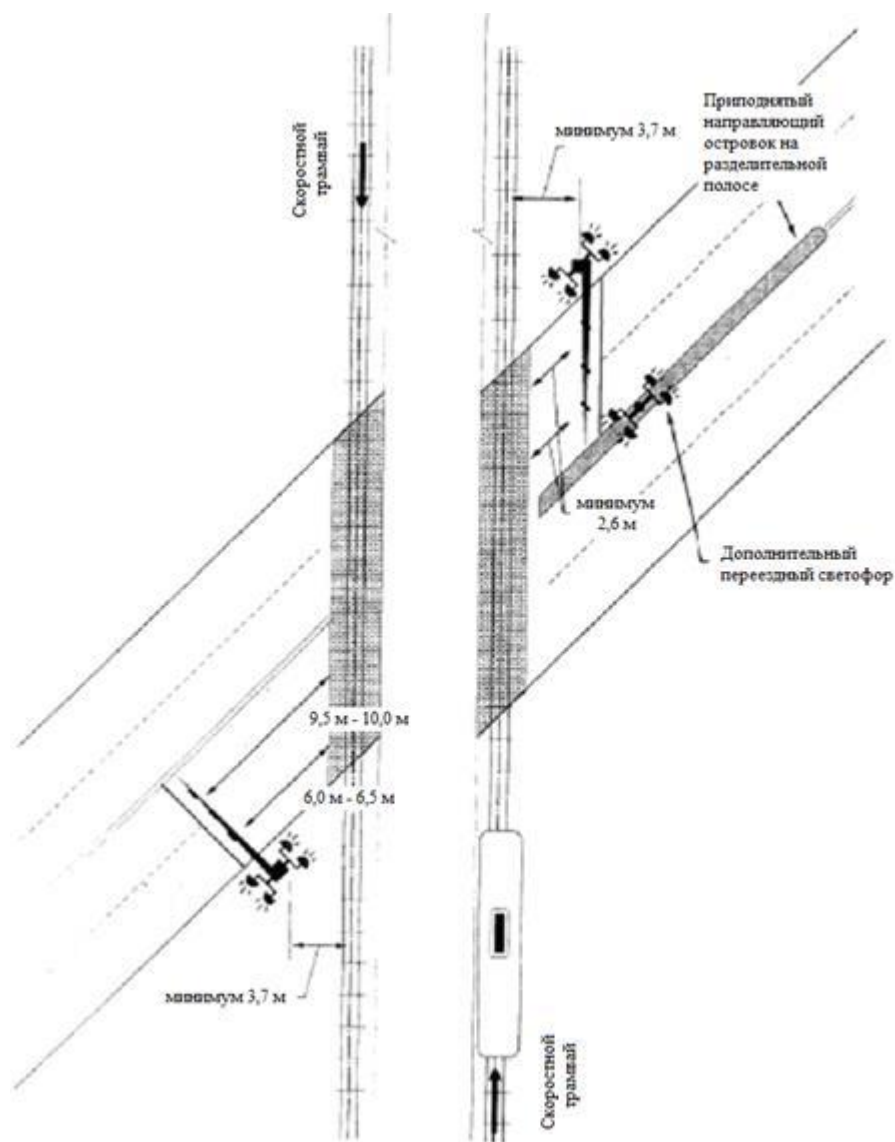 Скоростной
трамвай
минимум 3,7 м
Приподнятый
направляющий
островок на
разделительной
полосе
минимум
2,6 м
Дополнительный
переездный светофор
9,5 м - 10,0 м
6,0 м - 6,5 м
минимум 3,7 м
Скоростной
трамвай